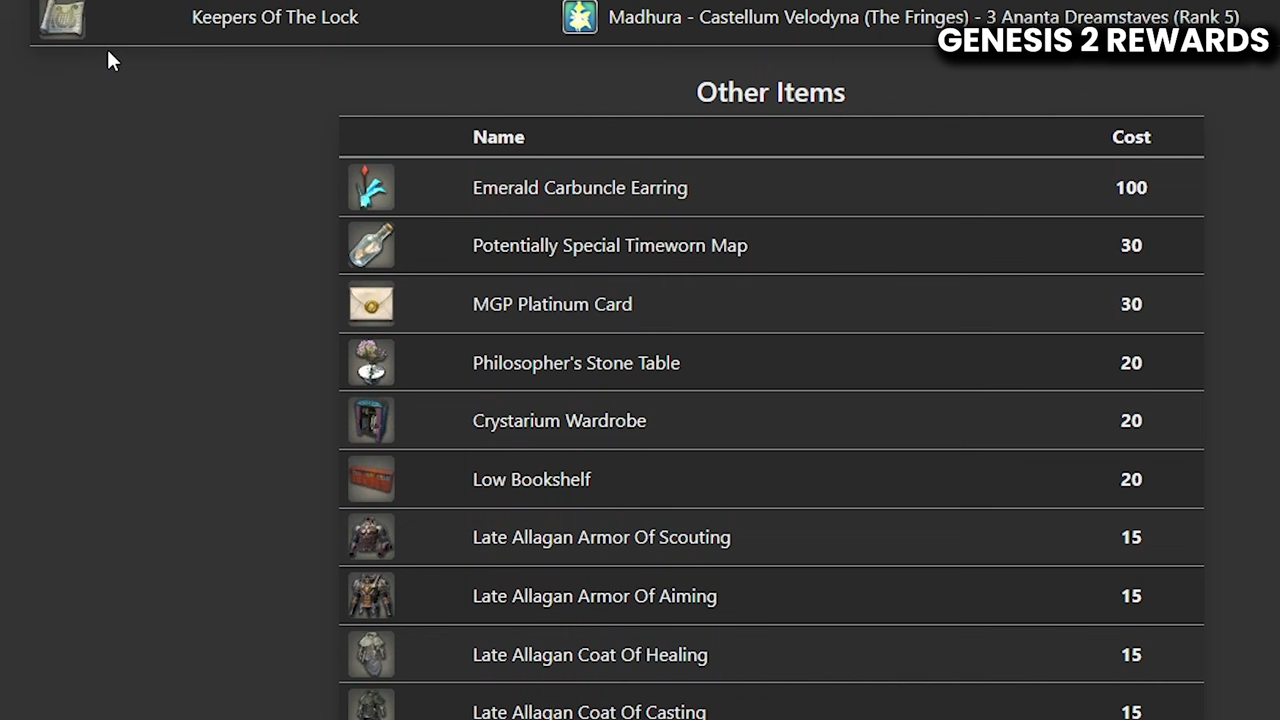 Keepers Of The Lock Madhura - Castellum Velodyna (The Fringes) - 3 Ananta Dreamstaves (Rank 5)
GENESIS 2 REWARDS
Other Items
Name Cost
Emerald Carbuncle Earring 100
Potentially Special Timeworn Map 30
MGP Platinum Card 30
Philosopher's Stone Table 20
Crystarium Wardrobe 20
Low Bookshelf 20
Late Allagan Armor Of Scouting 15
Late Allagan Armor Of Aiming 15
Late Allagan Coat Of Healing 15
Late Allagan Coat Of Casting 15